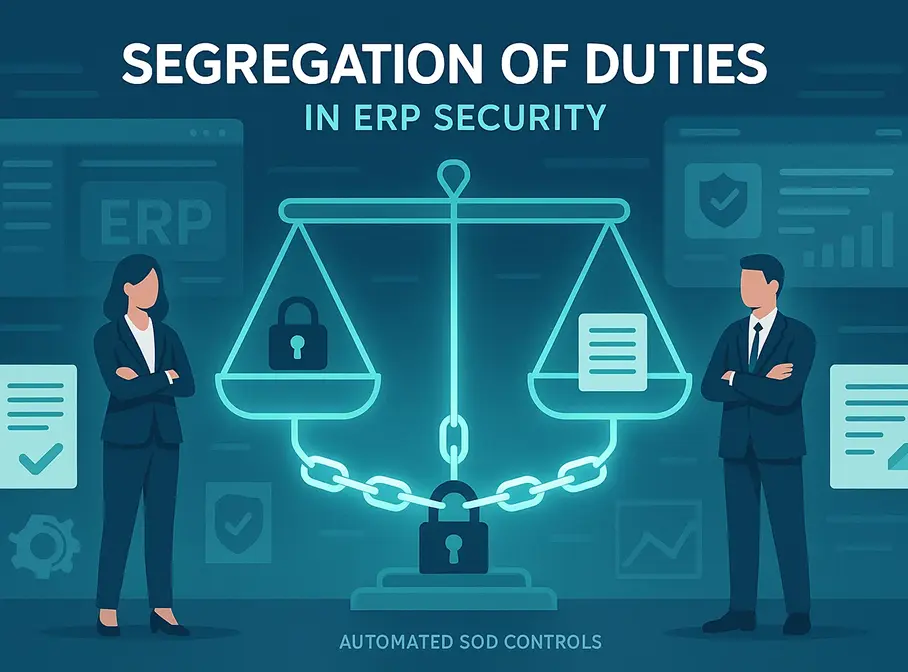 SEGREGATION OF DUTIES
IN ERP SECURITY
ERP
AUTOMATED SOD CONTROLS